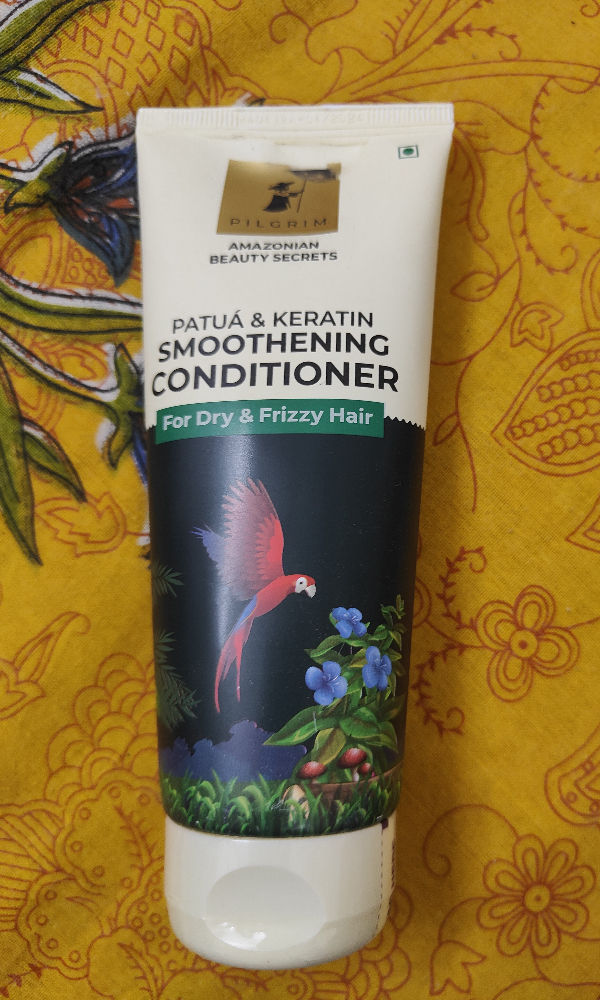 PILGRIM
AMAZONIAN
BEAUTY SECRETS
PATUÁ & KERATIN
SMOOTHENING
CONDITIONER
For Dry & Frizzy Hair